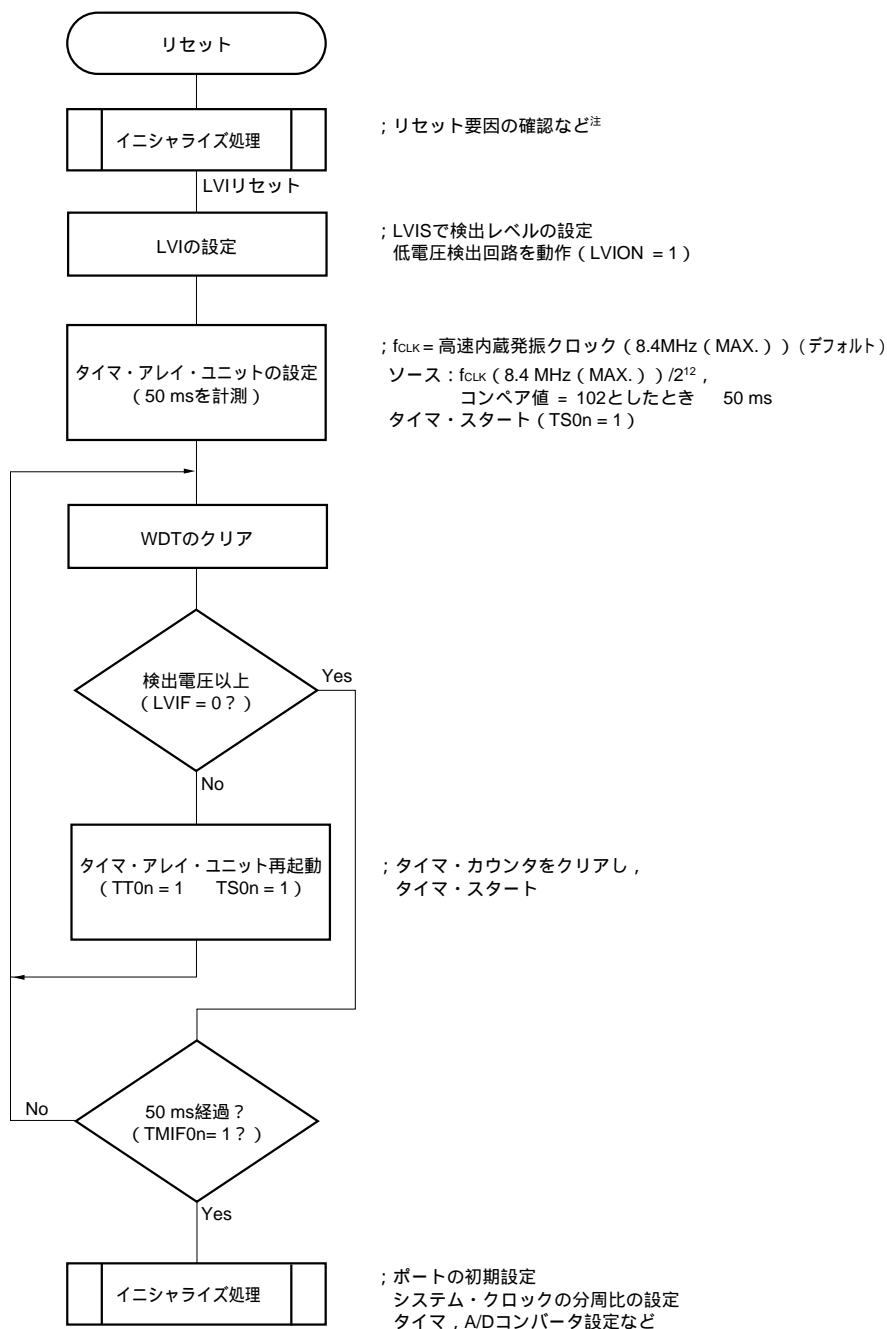 リセット
イニシャライズ処理
；リセット要因の確認など注
LVIリセット
LVIの設定
；LVISで検出レベルの設定
低電圧検出回路を動作（LVION = 1）
タイマ・アレイ・ユニットの設定
（50 msを計測）
；fCLK = 高速内蔵発振クロック（8.4MHz（MAX.））（デフォルト）
ソース：fCLK（8.4 MHz（MAX.））/2¹²，
コンペア値 = 102としたとき　50 ms
タイマ・スタート（TS0n = 1）
WDTのクリア
検出電圧以上
（LVIF = 0？）
Yes
No
タイマ・アレイ・ユニット再起動
（TT0n = 1　TS0n = 1）
；タイマ・カウンタをクリアし，
タイマ・スタート
50 ms経過？
（TMIF0n= 1？）
No
Yes
イニシャライズ処理
；ポートの初期設定
システム・クロックの分周比の設定
タイマ，A/Dコンバータ設定など